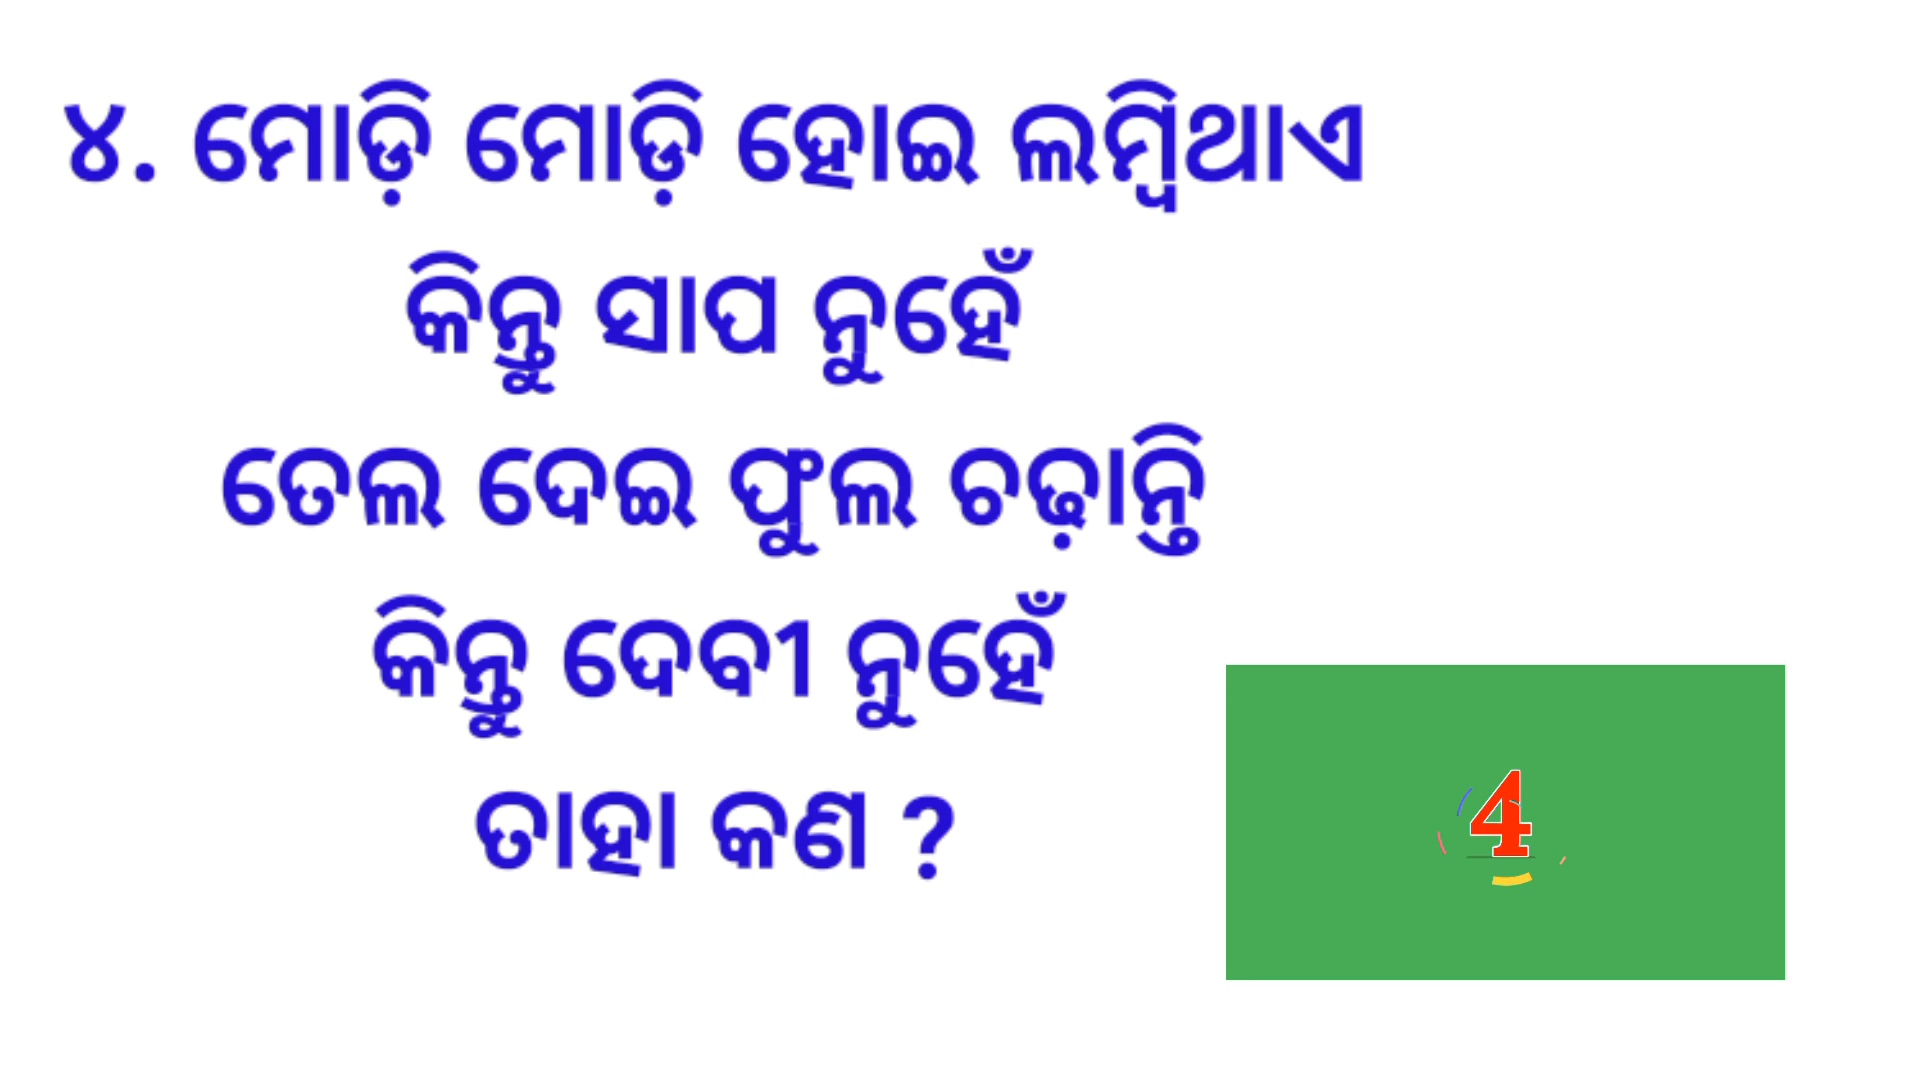 ୪. ମୋଡ଼ି ମୋଡ଼ି ହୋଇ ଲମ୍ବିଥାଏ
କିନ୍ତୁ ସାପ ନୁହେଁ
ତେଲ ଦେଇ ଫୁଲ ଚଢ଼ାନ୍ତି
କିନ୍ତୁ ଦେବୀ ନୁହେଁ
ତାହା କଣ ?
4